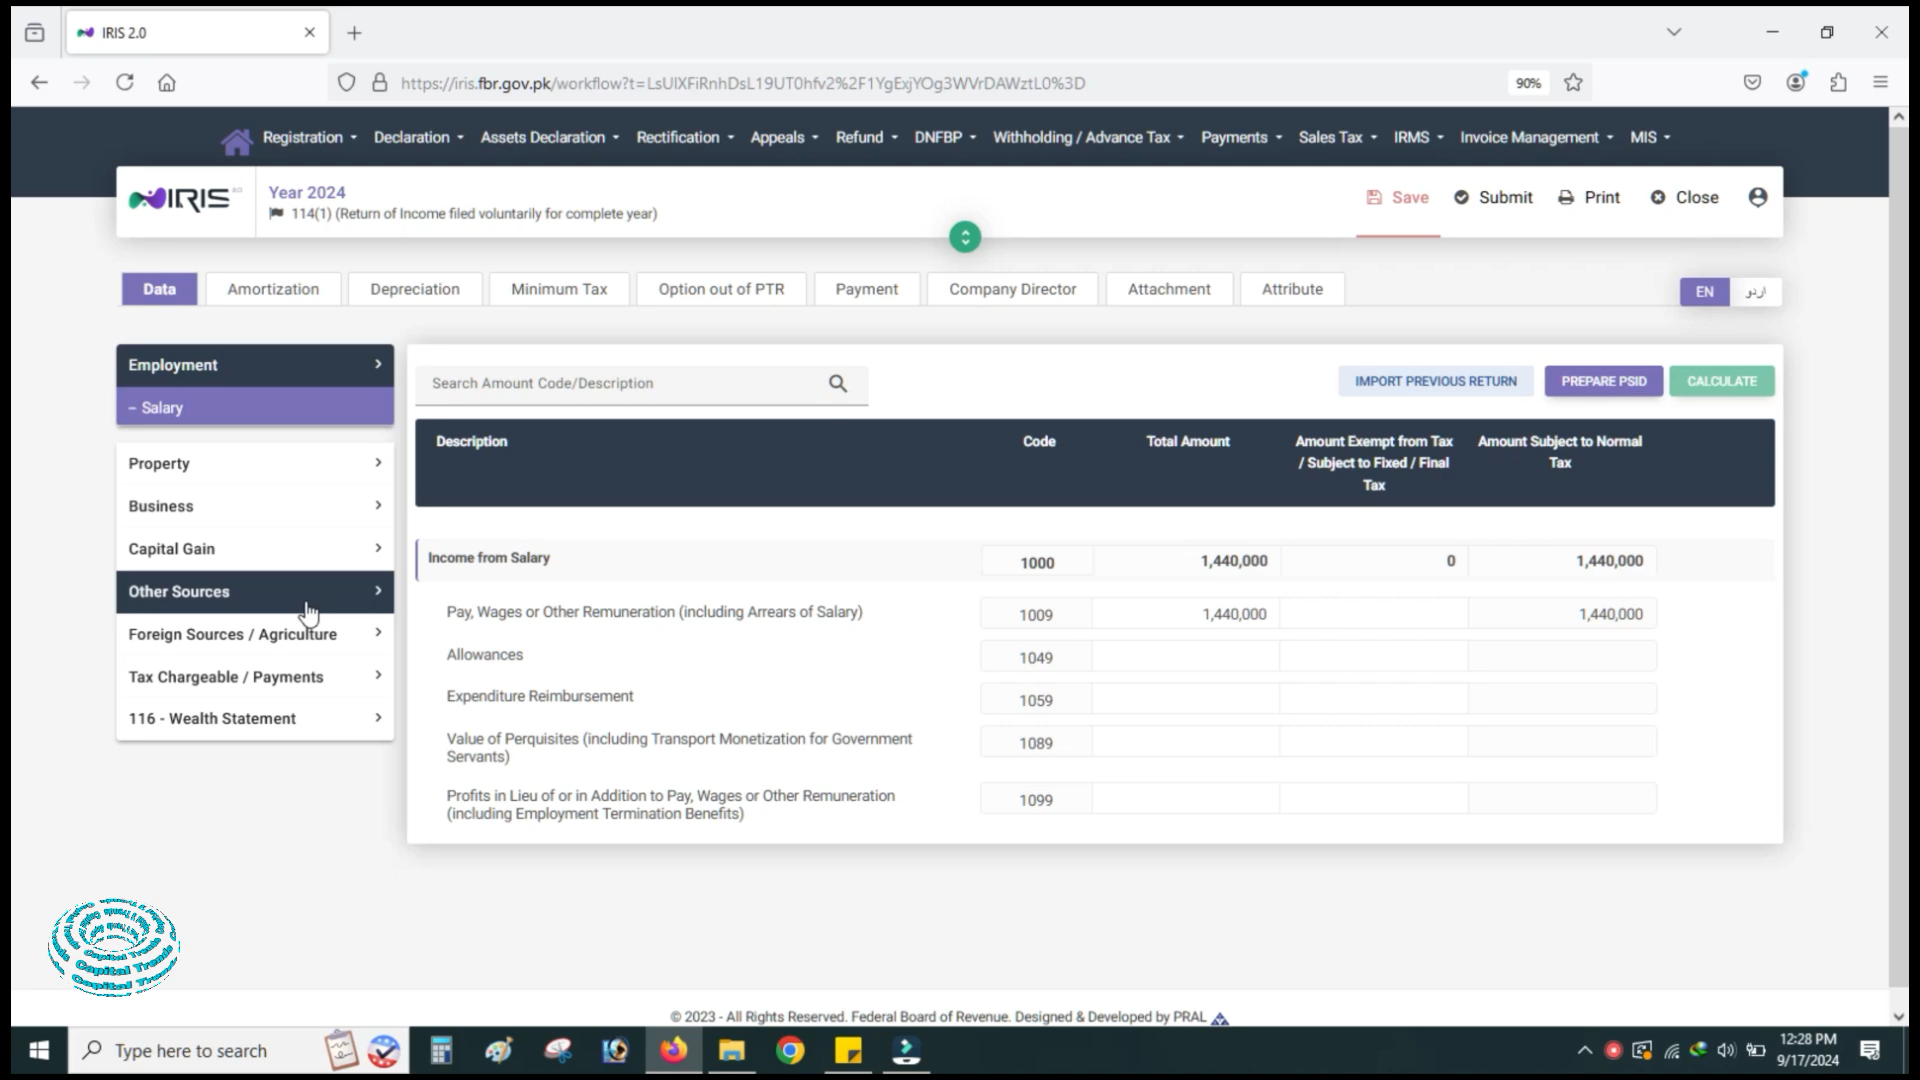 IRIS 2.0
https://iris.fbr.gov.pk/workflow?t=LsUlXFiRnhDsL19UT0hfv2%2F1YgExjYOg3WVrDAWztL0%3D
90%
Registration Declaration Assets Declaration Rectification Appeals Refund DNFBP Withholding / Advance Tax Payments Sales Tax IRMS Invoice Management MIS
IRIS 2.0
Year 2024
114(1) (Return of Income filed voluntarily for complete year)
Save Submit Print Close
Data Amortization Depreciation Minimum Tax Option out of PTR Payment Company Director Attachment Attribute
EN اردو
Employment
– Salary
Property
Business
Capital Gain
Other Sources
Foreign Sources / Agriculture
Tax Chargeable / Payments
116 - Wealth Statement
Search Amount Code/Description
IMPORT PREVIOUS RETURN PREPARE PSID CALCULATE
Description Code Total Amount Amount Exempt from Tax / Subject to Fixed / Final Tax Amount Subject to Normal Tax
Income from Salary 1000 1,440,000 0 1,440,000
Pay, Wages or Other Remuneration (including Arrears of Salary) 1009 1,440,000 1,440,000
Allowances 1049
Expenditure Reimbursement 1059
Value of Perquisites (including Transport Monetization for Government
Servants) 1089
Profits in Lieu of or in Addition to Pay, Wages or Other Remuneration
(including Employment Termination Benefits) 1099
Capital Trends
Capital Trends
© 2023 - All Rights Reserved. Federal Board of Revenue. Designed & Developed by PRAL
Type here to search
12:28 PM
9/17/2024